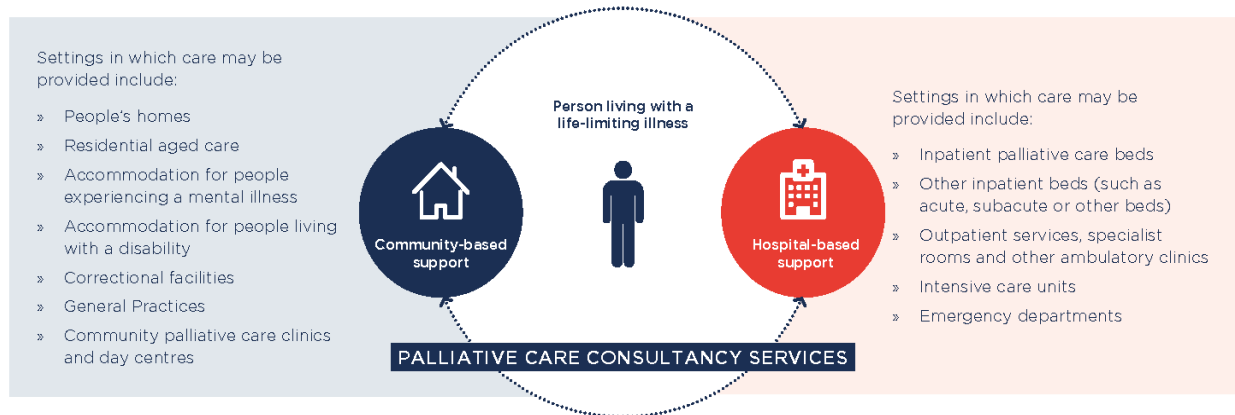 Settings in which care may be
provided include:
» People's homes
» Residential aged care
» Accommodation for people
experiencing a mental illness
» Accommodation for people living
with a disability
» Correctional facilities
» General Practices
» Community palliative care clinics
and day centres
Person living with a
life-limiting illness
Community-based
support
Hospital-based
support
PALLIATIVE CARE CONSULTANCY SERVICES
Settings in which care may be
provided include:
» Inpatient palliative care beds
» Other inpatient beds (such as
acute, subacute or other beds)
» Outpatient services, specialist
rooms and other ambulatory clinics
» Intensive care units
» Emergency departments